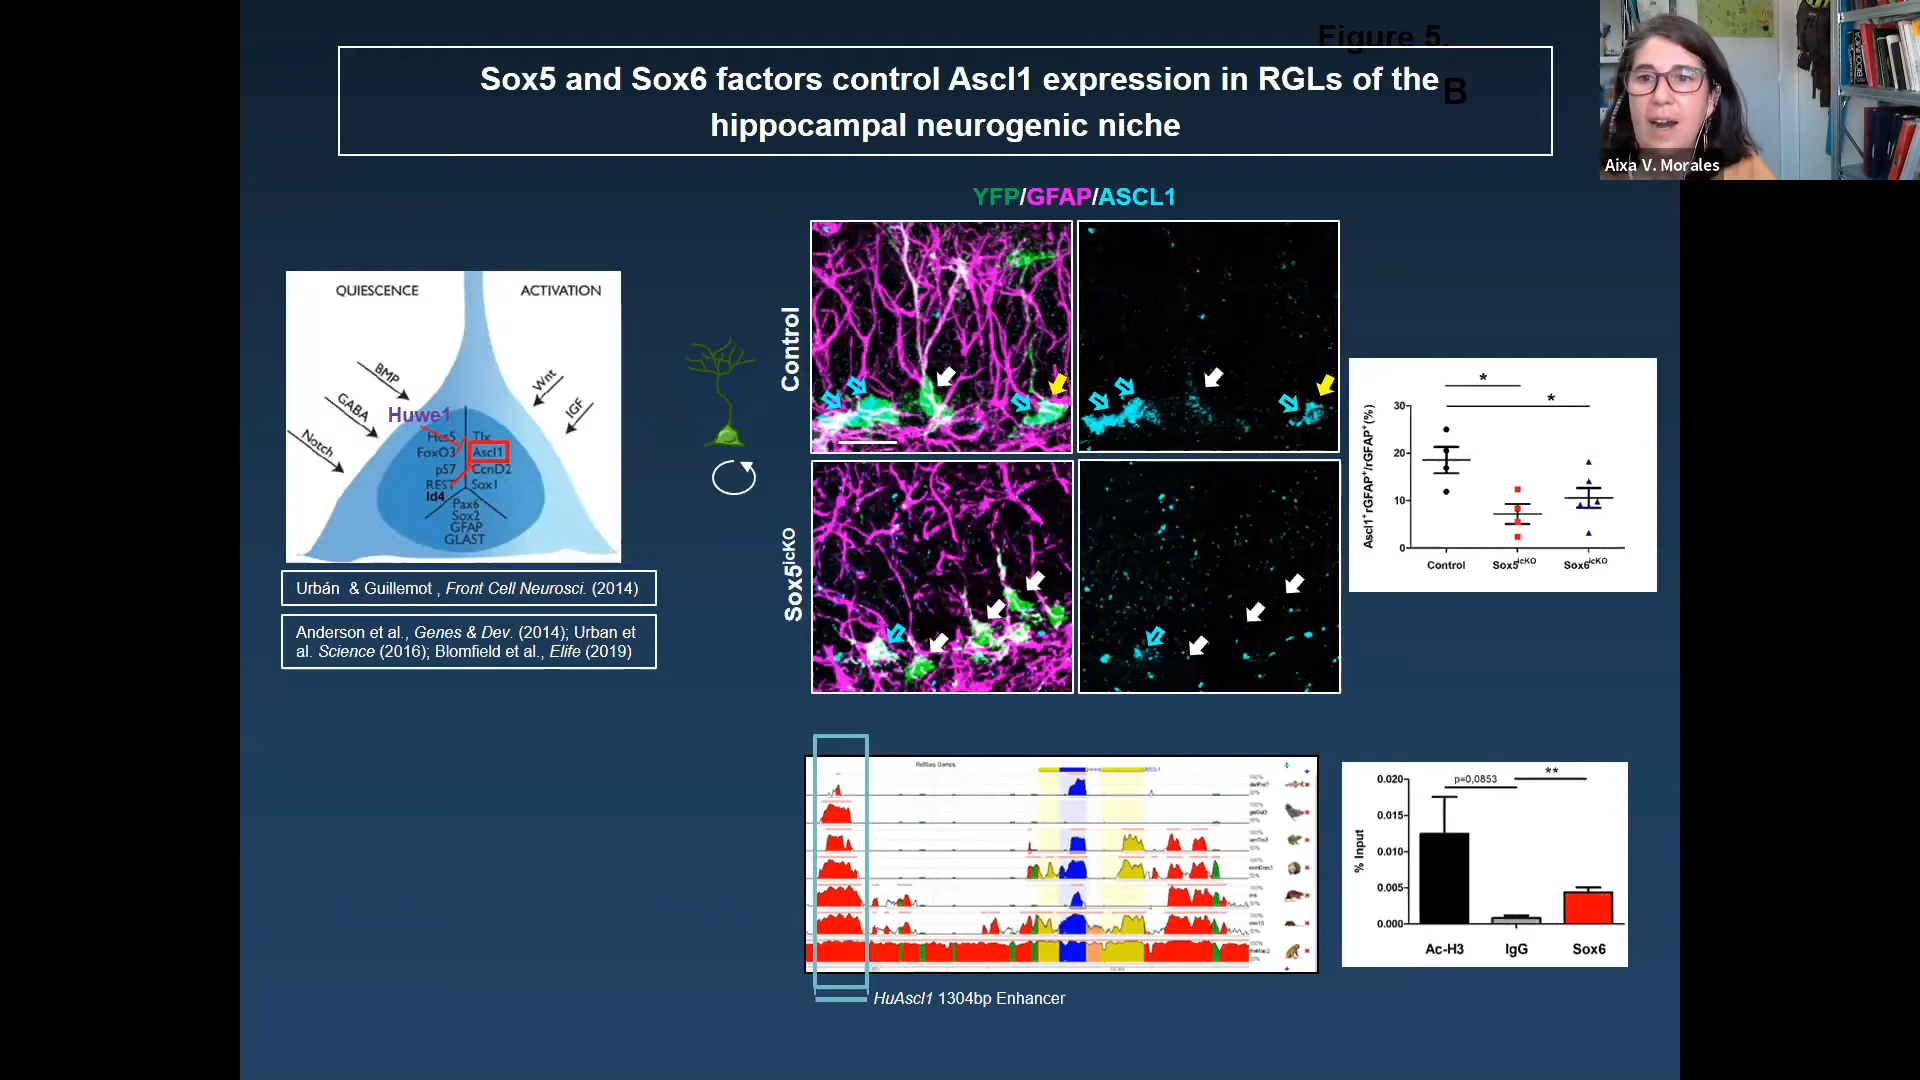 Figure 5.
B
Sox5 and Sox6 factors control Ascl1 expression in RGLs of the
hippocampal neurogenic niche
BIOQUIMICA
Aixa V. Morales
YFP/GFAP/ASCL1
QUIESCENCE
ACTIVATION
BMP
GABA
Notch
Wnt
IGF
Huwe1
Hes5
Tlx
FoxO3
Ascl1
p57
CcnD2
REST
Sox1
Id4
Pax6
Sox2
GFAP
GLAST
Urbán & Guillemot , Front Cell Neurosci. (2014)
Anderson et al., Genes & Dev. (2014); Urban et
al. Science (2016); Blomfield et al., Elife (2019)
Control
Sox5icKO
*
*
Ascl1+rGFAP+/rGFAP+(%)
30
20
10
0
Control
Sox5icKO
Sox6icKO
RefSeq Genes
ASCL1
HuAscl1 1304bp Enhancer
p=0,0853
**
% Input
0.020
0.015
0.010
0.005
0.000
Ac-H3
IgG
Sox6